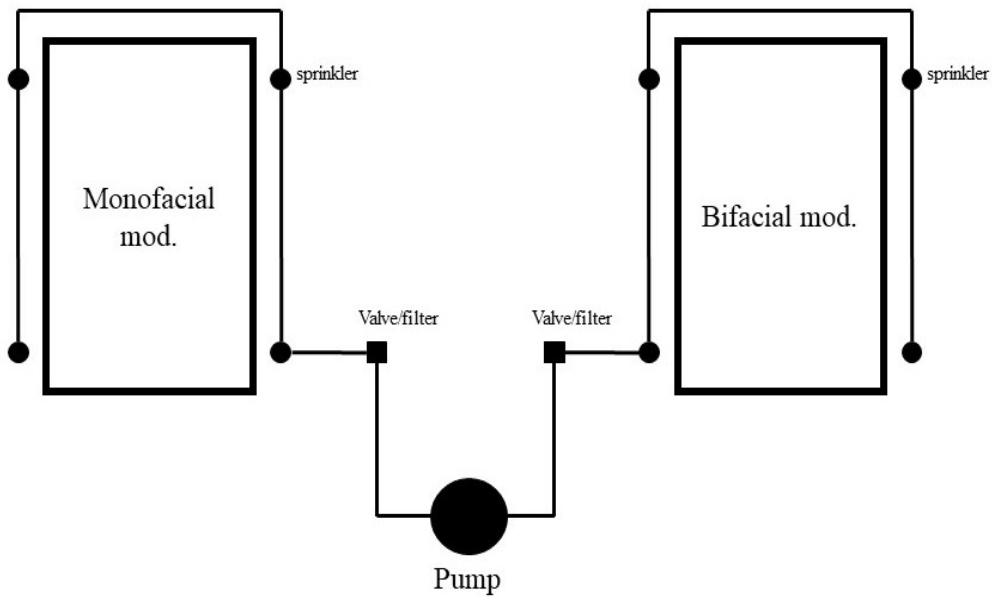 sprinkler
sprinkler
Monofacial
mod.
Bifacial mod.
Valve/filter
Valve/filter
Pump